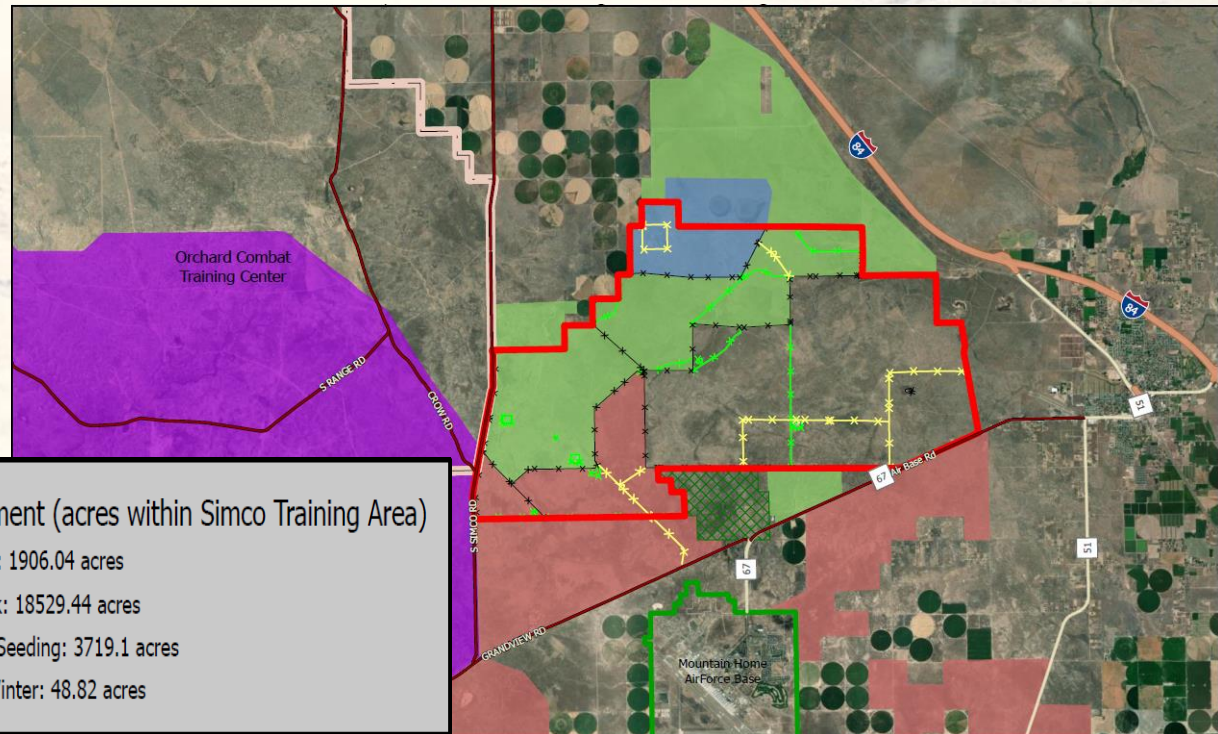 84
Orchard Combat
Training Center
84
S RANGE RD
CROW RD
51
67
Air Base Rd
ment (acres within Simco Training Area)
: 1906.04 acres
: 18529.44 acres
S SIMCO RD
51
67
Seeding: 3719.1 acres
GRANDVIEW RD
inter: 48.82 acres
Mountain Home
AirForce Base